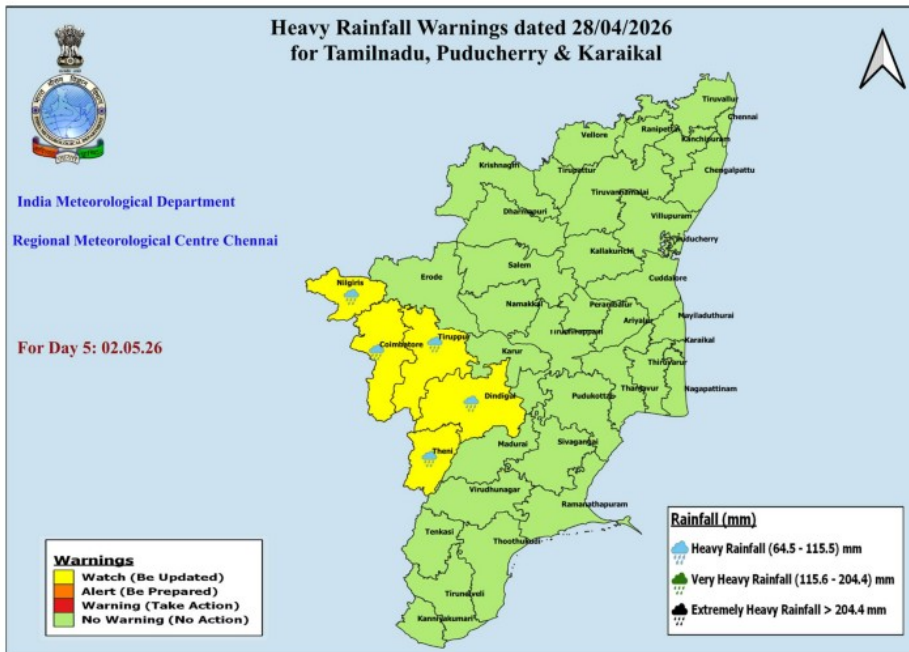 Heavy Rainfall Warnings dated 28/04/2026
for Tamilnadu, Puducherry & Karaikal
India Meteorological Department
Regional Meteorological Centre Chennai
For Day 5: 02.05.26
Tiruvallur
Chennai
Ranipettai
Kanchipuram
Vellore
Chengalpattu
Krishnagiri
Tirupattur
Tiruvannamalai
Dharmapuri
Villupuram
Puducherry
Kallakurichi
Salem
Erode
Cuddalore
Nilgiris
Namakkal
Perambalur
Ariyalur
Mayiladuthurai
Tiruchirappalli
Tiruppur
Coimbatore
Karaikal
Karur
Thiruvarur
Thanjavur
Nagapattinam
Dindigal
Pudukottai
Madurai
Sivagangai
Theni
Virudhunagar
Ramanathapuram
Tenkasi
Thoothukudi
Tirunelveli
Kanniyakumari
Warnings
Watch (Be Updated)
Alert (Be Prepared)
Warning (Take Action)
No Warning (No Action)
Rainfall (mm)
Heavy Rainfall (64.5 - 115.5) mm
Very Heavy Rainfall (115.6 - 204.4) mm
Extremely Heavy Rainfall > 204.4 mm